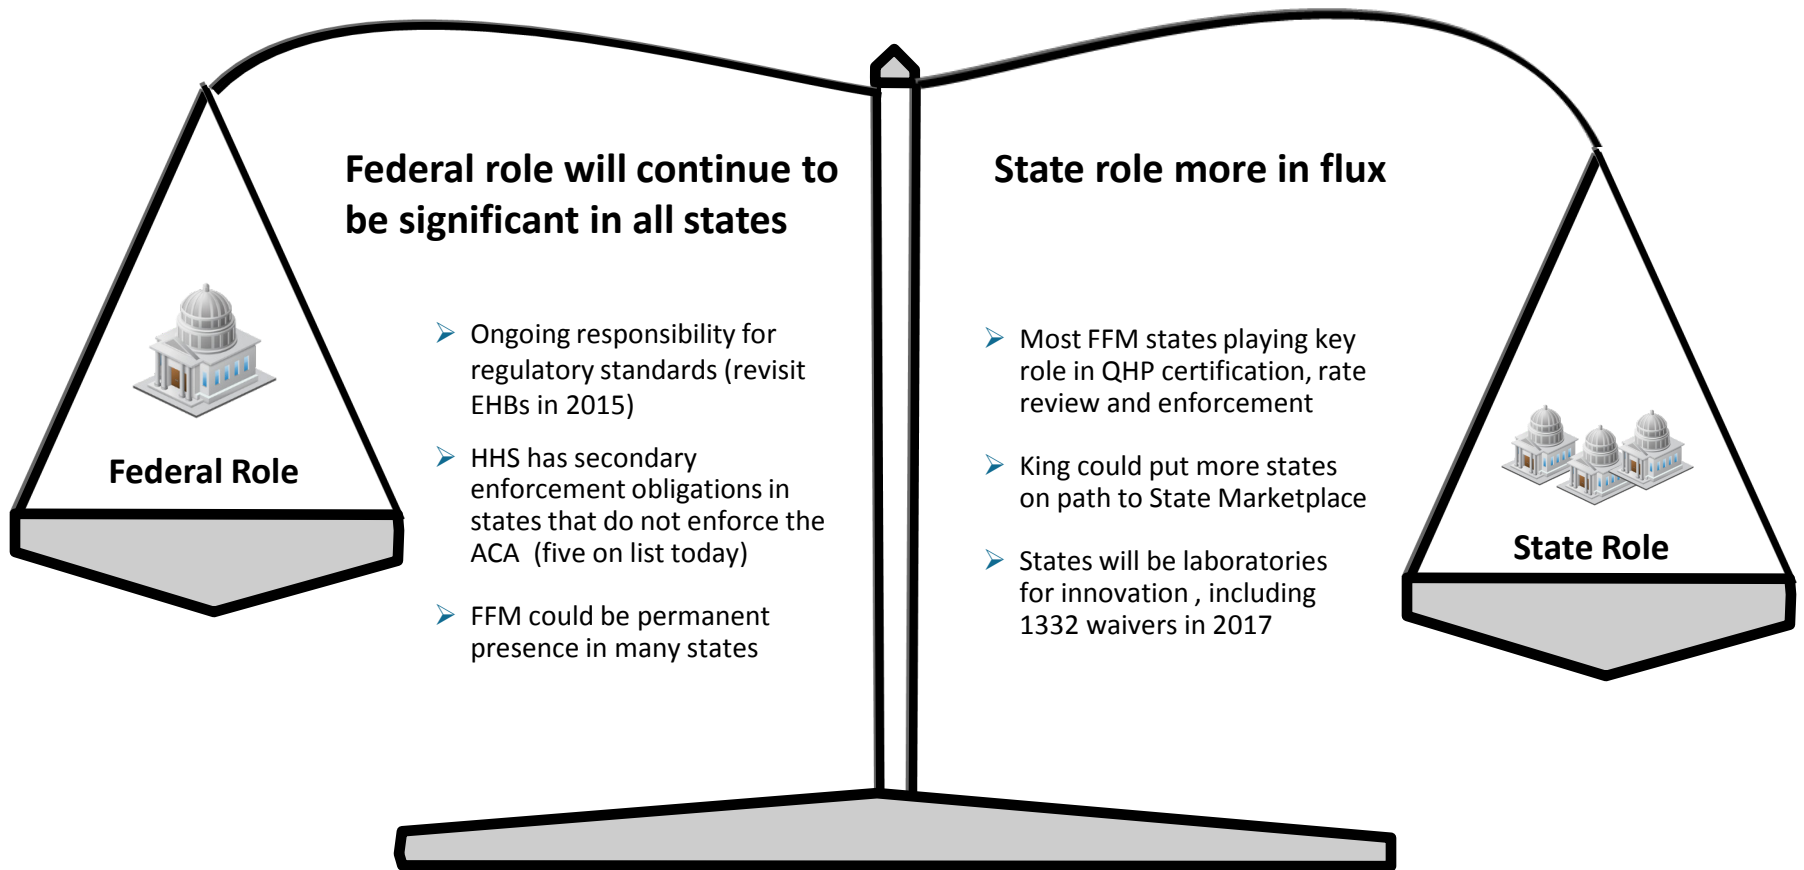 Federal role will continue to
be significant in all states
➢ Ongoing responsibility for
regulatory standards (revisit
EHBs in 2015)
➢ HHS has secondary
enforcement obligations in
states that do not enforce the
ACA  (five on list today)
➢ FFM could be permanent
presence in many states
Federal Role
State role more in flux
➢ Most FFM states playing key
role in QHP certification, rate
review and enforcement
➢ King could put more states
on path to State Marketplace
➢ States will be laboratories
for innovation , including
1332 waivers in 2017
State Role